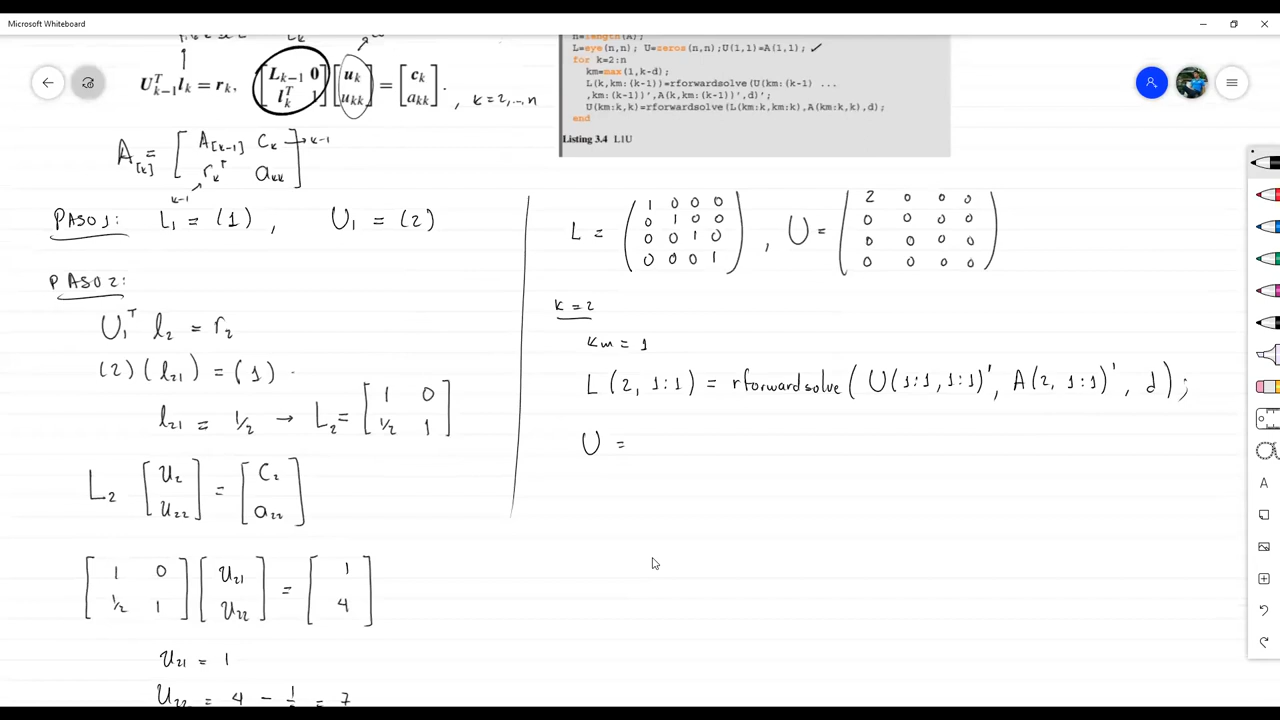 Microsoft Whiteboard
U^T_{k-1} l_k = r_k, [L_{k-1} 0; l_k^T 1] [u_k; u_kk] = [c_k; a_kk]. , k = 2, ... n
A_[k] = [A_[k-1] c_k → k-1; r_k^T a_kk]
k-1
PASO 1: L_1 = (1), U_1 = (2)
PASO 2:
U_1^T l_2 = r_2
(2)(l_21) = (1)
l_21 = 1/2 → L_2 = [1 0; 1/2 1]
L_2 [u_2; u_22] = [c_2; a_22]
[1 0; 1/2 1] [u_21; u_22] = [1; 4]
u_21 = 1
u_22 = 4 - 1/2 = 7
n=length(A);
L=eye(n,n); U=zeros(n,n);U(1,1)=A(1,1); ✓
for k=2:n
km=max(1,k-d);
L(k,km:(k-1))=rforwardsolve(U(km:(k-1) ...
,km:(k-1))',A(k,km:(k-1))',d)';
U(km:k,k)=rforwardsolve(L(km:k,km:k),A(km:k,k),d);
end
Listing 3.4 L1U
L = (1 0 0 0; 0 1 0 0; 0 0 1 0; 0 0 0 1), U = (2 0 0 0; 0 0 0 0; 0 0 0 0; 0 0 0 0)
k = 2
km = 1
L(2, 1:1) = rforwardsolve(U(1:1,1:1)', A(2, 1:1)', d);
U =
A